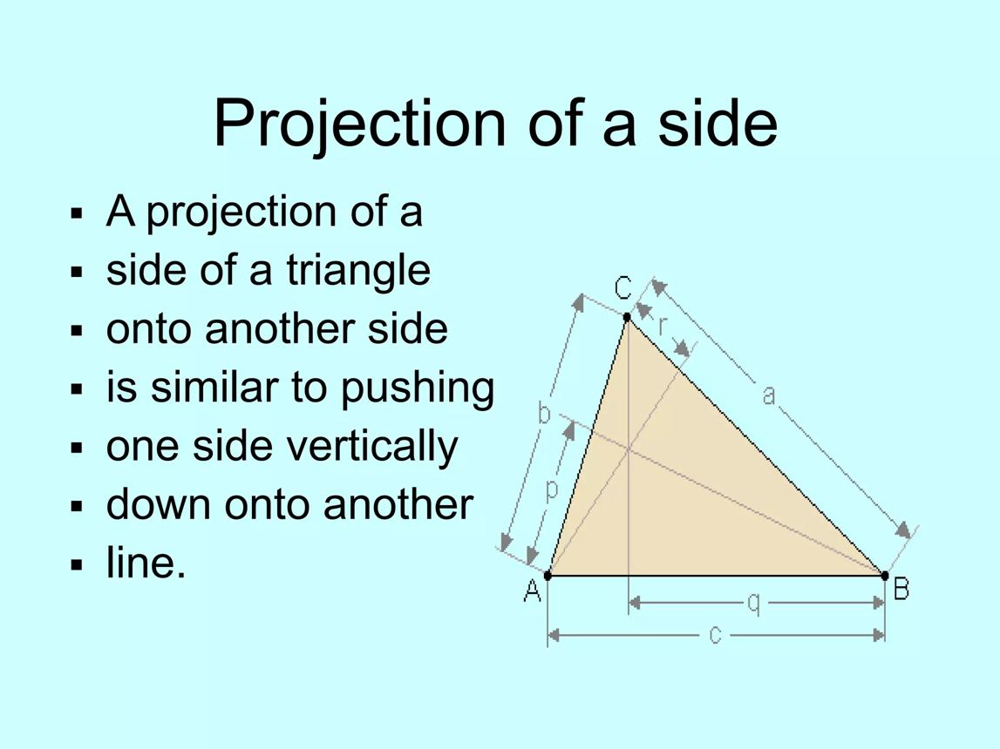 Projection of a side
▪ A projection of a
▪ side of a triangle
▪ onto another side
▪ is similar to pushing
▪ one side vertically
▪ down onto another
▪ line.
C
r
a
b
p
A
B
q
c